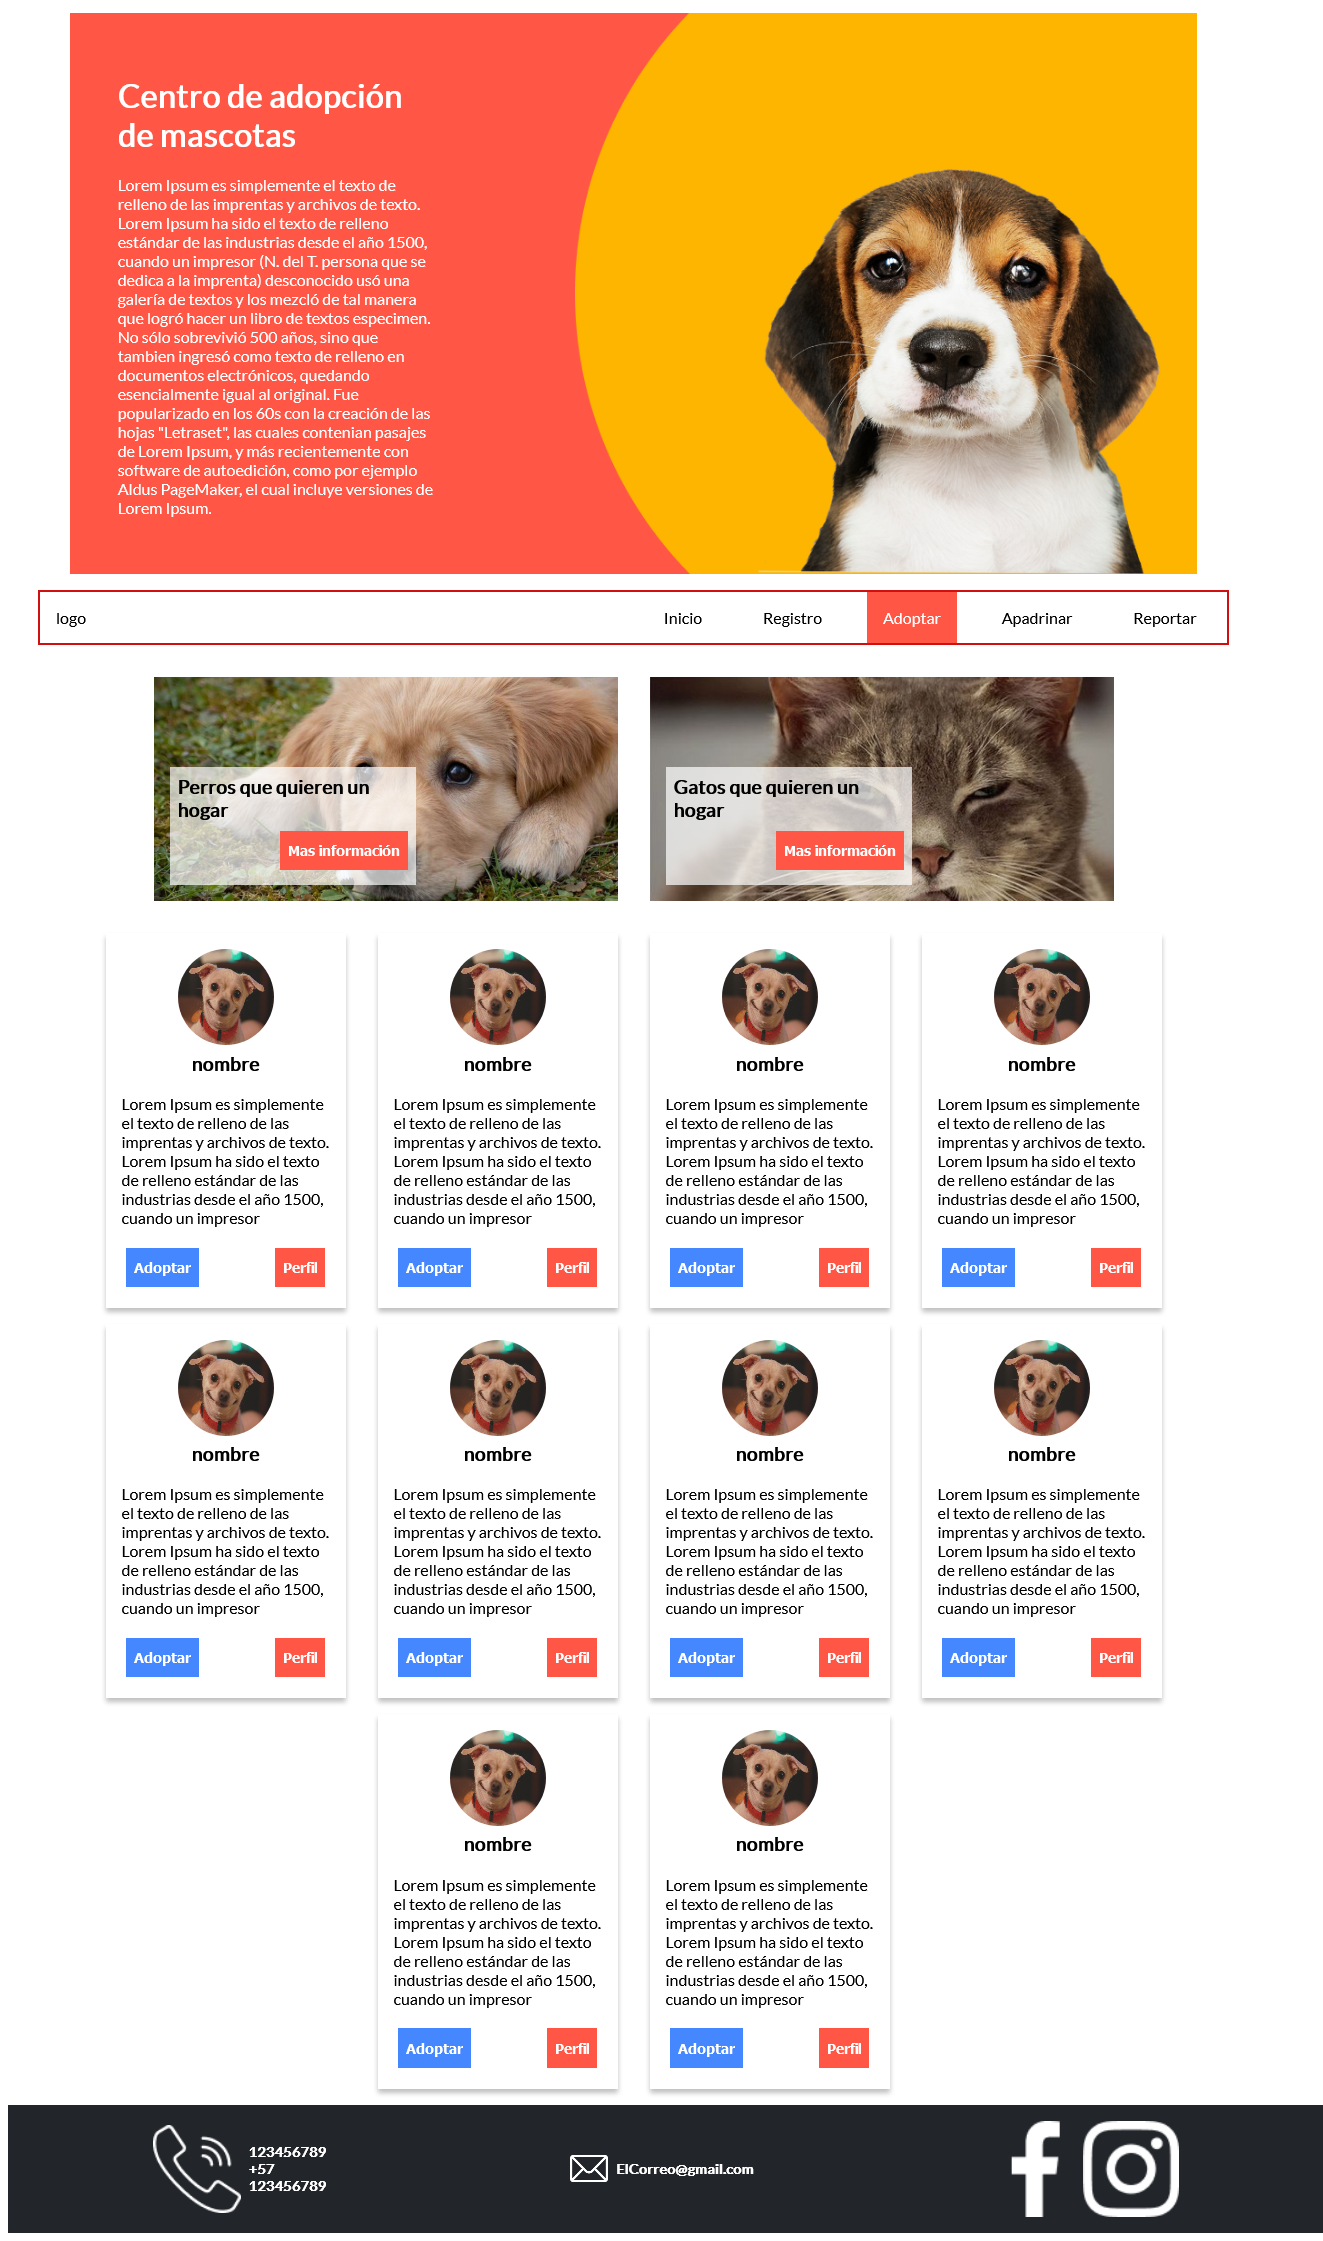 Centro de adopción
de mascotas
Lorem Ipsum es simplemente el texto de
relleno de las imprentas y archivos de texto.
Lorem Ipsum ha sido el texto de relleno
estándar de las industrias desde el año 1500,
cuando un impresor (N. del T. persona que se
dedica a la imprenta) desconocido usó una
galería de textos y los mezcló de tal manera
que logró hacer un libro de textos especimen.
No sólo sobrevivió 500 años, sino que
tambien ingresó como texto de relleno en
documentos electrónicos, quedando
esencialmente igual al original. Fue
popularizado en los 60s con la creación de las
hojas "Letraset", las cuales contenian pasajes
de Lorem Ipsum, y más recientemente con
software de autoedición, como por ejemplo
Aldus PageMaker, el cual incluye versiones de
Lorem Ipsum.
logo Inicio Registro Adoptar Apadrinar Reportar
Perros que quieren un
hogar
Mas información
Gatos que quieren un
hogar
Mas información
nombre
Lorem Ipsum es simplemente
el texto de relleno de las
imprentas y archivos de texto.
Lorem Ipsum ha sido el texto
de relleno estándar de las
industrias desde el año 1500,
cuando un impresor
Adoptar Perfil
nombre
Lorem Ipsum es simplemente
el texto de relleno de las
imprentas y archivos de texto.
Lorem Ipsum ha sido el texto
de relleno estándar de las
industrias desde el año 1500,
cuando un impresor
Adoptar Perfil
nombre
Lorem Ipsum es simplemente
el texto de relleno de las
imprentas y archivos de texto.
Lorem Ipsum ha sido el texto
de relleno estándar de las
industrias desde el año 1500,
cuando un impresor
Adoptar Perfil
nombre
Lorem Ipsum es simplemente
el texto de relleno de las
imprentas y archivos de texto.
Lorem Ipsum ha sido el texto
de relleno estándar de las
industrias desde el año 1500,
cuando un impresor
Adoptar Perfil
nombre
Lorem Ipsum es simplemente
el texto de relleno de las
imprentas y archivos de texto.
Lorem Ipsum ha sido el texto
de relleno estándar de las
industrias desde el año 1500,
cuando un impresor
Adoptar Perfil
nombre
Lorem Ipsum es simplemente
el texto de relleno de las
imprentas y archivos de texto.
Lorem Ipsum ha sido el texto
de relleno estándar de las
industrias desde el año 1500,
cuando un impresor
Adoptar Perfil
nombre
Lorem Ipsum es simplemente
el texto de relleno de las
imprentas y archivos de texto.
Lorem Ipsum ha sido el texto
de relleno estándar de las
industrias desde el año 1500,
cuando un impresor
Adoptar Perfil
nombre
Lorem Ipsum es simplemente
el texto de relleno de las
imprentas y archivos de texto.
Lorem Ipsum ha sido el texto
de relleno estándar de las
industrias desde el año 1500,
cuando un impresor
Adoptar Perfil
nombre
Lorem Ipsum es simplemente
el texto de relleno de las
imprentas y archivos de texto.
Lorem Ipsum ha sido el texto
de relleno estándar de las
industrias desde el año 1500,
cuando un impresor
Adoptar Perfil
nombre
Lorem Ipsum es simplemente
el texto de relleno de las
imprentas y archivos de texto.
Lorem Ipsum ha sido el texto
de relleno estándar de las
industrias desde el año 1500,
cuando un impresor
Adoptar Perfil
123456789
+57
123456789
ElCorreo@gmail.com